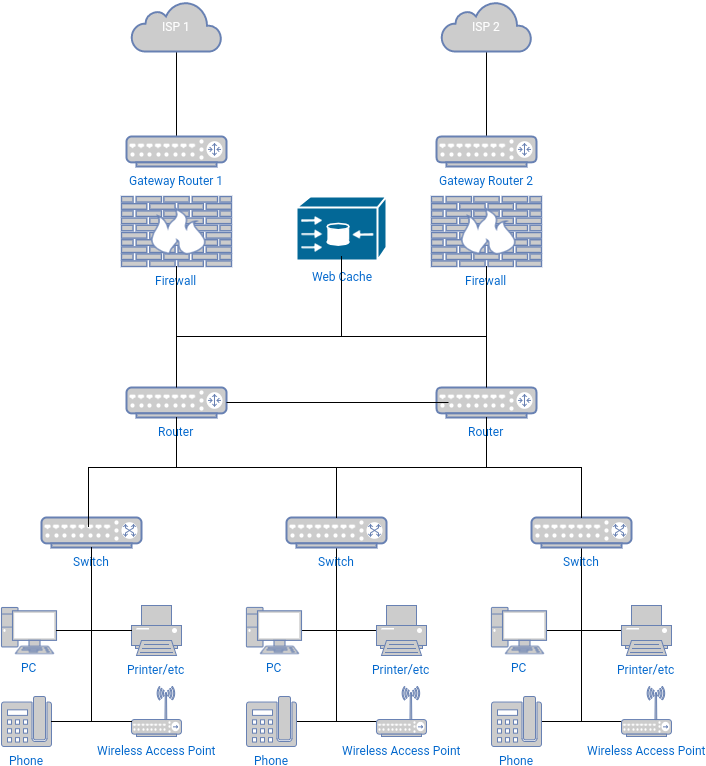 ISP 1
ISP 2
Gateway Router 1
Gateway Router 2
Firewall
Web Cache
Firewall
Router
Router
Switch
Switch
Switch
PC
Printer/etc
PC
Printer/etc
PC
Printer/etc
Phone
Wireless Access Point
Phone
Wireless Access Point
Phone
Wireless Access Point